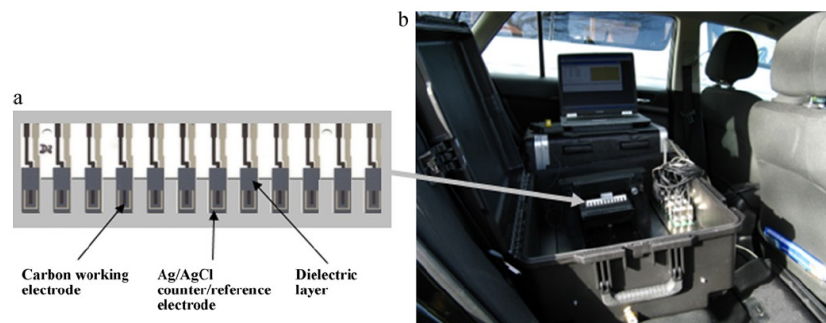 b
a
Carbon working
electrode
Ag/AgCl
counter/reference
electrode
Dielectric
layer